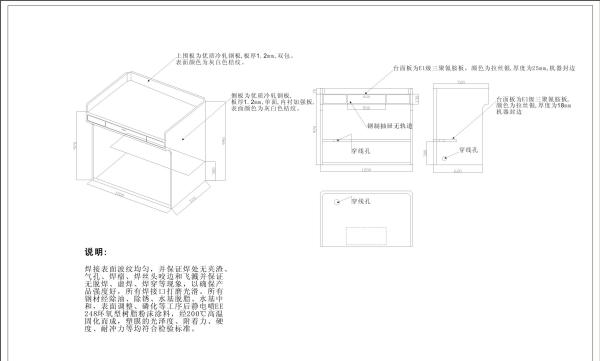 上围板为优质冷轧钢板,板厚1.2mm,双包。
表面颜色为灰白色桔纹。
侧板为优质冷轧钢板,
板厚1.2mm,单面,内衬加强板,
表面颜色为灰白色桔纹。
台面板为E1级三聚氰胺板,颜色为拉丝银,厚度为25mm,机器封边
台面板为E1级三聚氰胺板,
颜色为拉丝银,厚度为18mm
机器封边
钢制抽屉无轨道
穿线孔
穿线孔
穿线孔
说明:
焊接表面波纹均匀，并保证焊处无夹渣、
气孔、焊瘤、焊丝头咬边和飞溅并保证
无脱焊、虚焊、焊穿等现象，以确保产
品强度好，所有焊接口打磨光滑。所有
钢材经除油、除锈、水基脱脂、水基中
和，表面调整、磷化等工序后静电喷EE
248环氧型树脂粉沫涂料，经200℃高温
固化而成，塑膜的光泽度、附着力、硬
度、耐冲力等均符合检验标准。